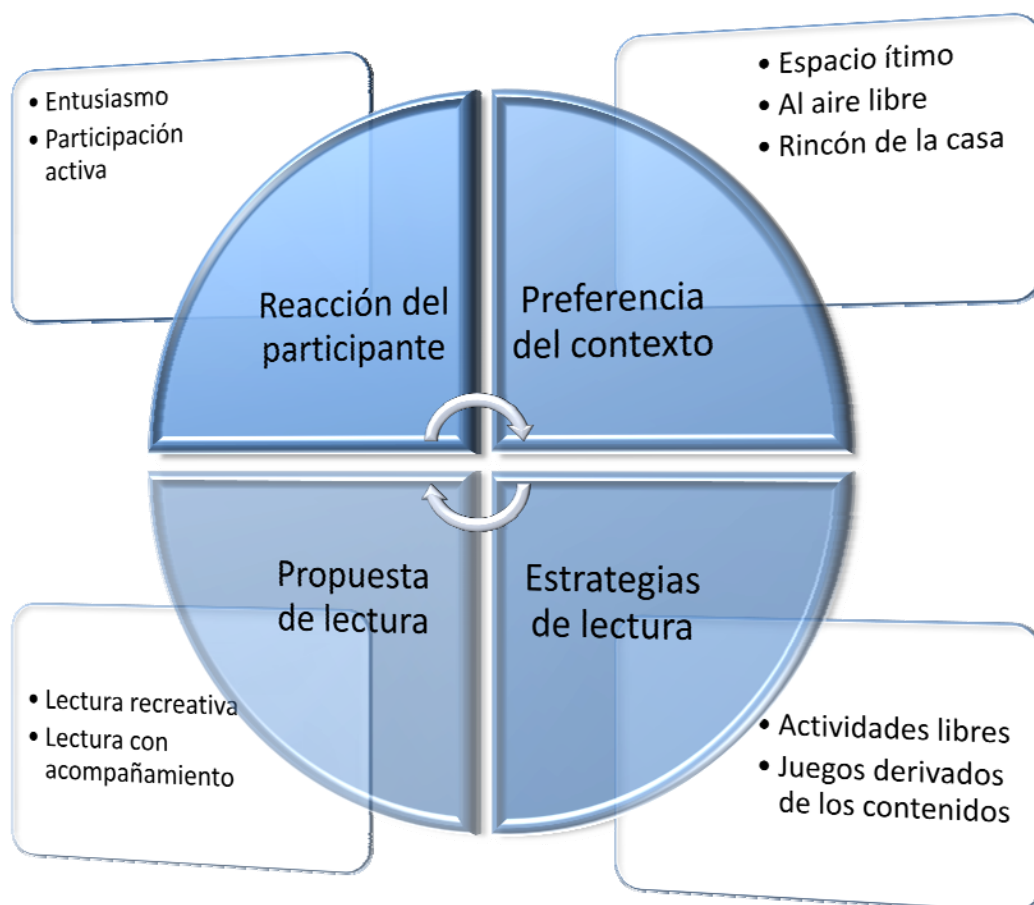 • Entusiasmo
• Participación
activa
• Espacio ítimo
• Al aire libre
• Rincón de la casa
Reacción del
participante
Preferencia
del contexto
Propuesta
de lectura
Estrategias
de lectura
• Lectura recreativa
• Lectura con
acompañamiento
• Actividades libres
• Juegos derivados
de los contenidos